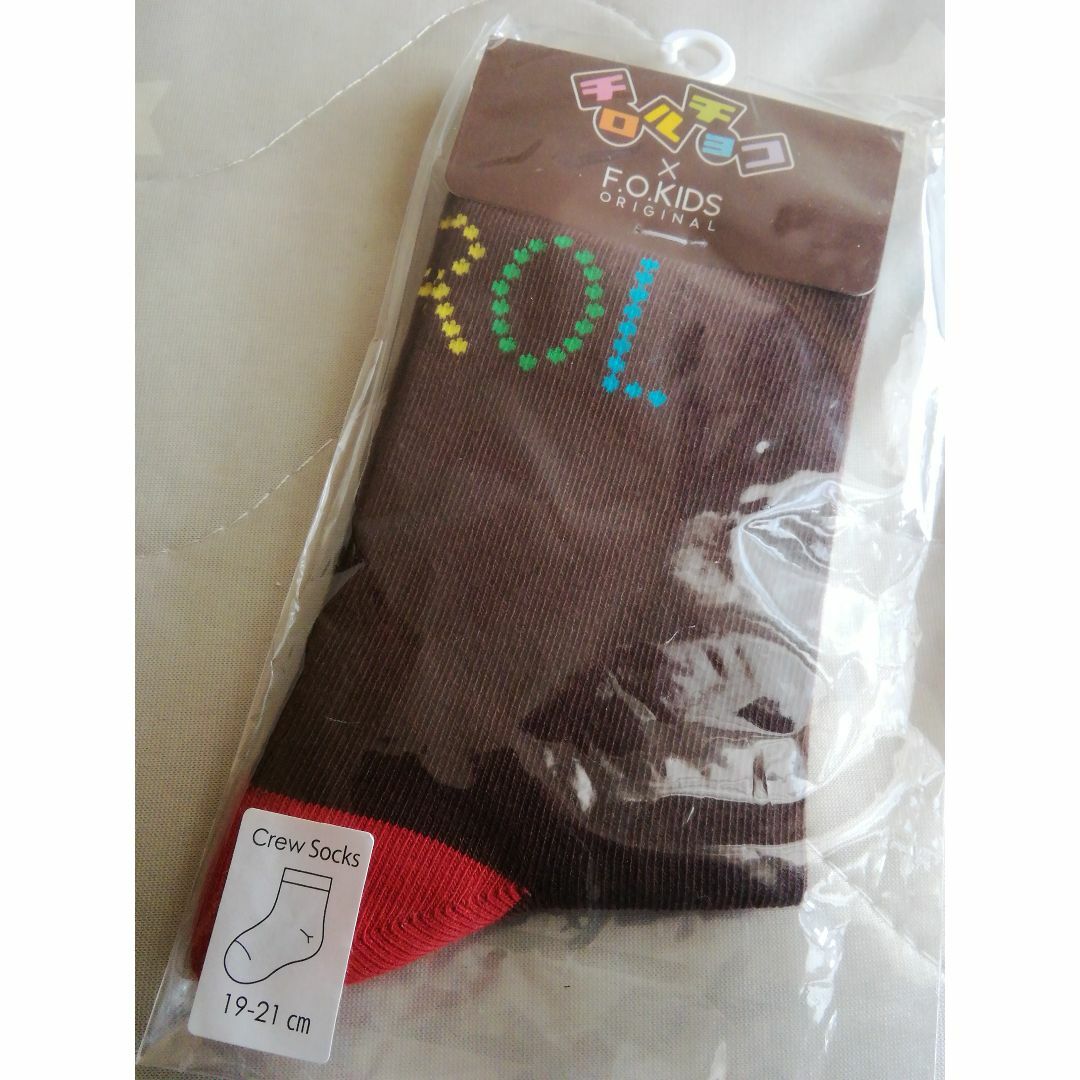 チロルチョコ
×
F.O.KIDS
ORIGINAL
ROL
Crew Socks
19-21 cm